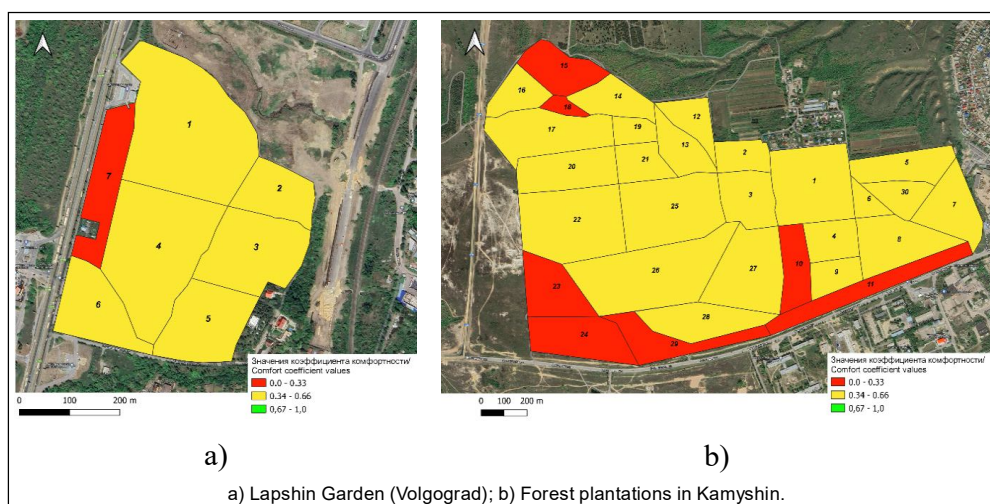 1
2
7
4
3
6
5
Значения коэффициента комфортности/
Comfort coefficient values
0.0 - 0.33
0.34 - 0.66
0,67 - 1,0
0 100 200 m
a)
15
16
18
14
12
17
19
13
2
20
21
1
5
3
6
30
7
22
25
4
8
10
26
27
9
23
11
28
24
29
Значения коэффициента комфортности/
Comfort coefficient values
0.0 - 0.33
0.34 - 0.66
0,67 - 1,0
0 100 200 m
b)
a) Lapshin Garden (Volgograd); b) Forest plantations in Kamyshin.